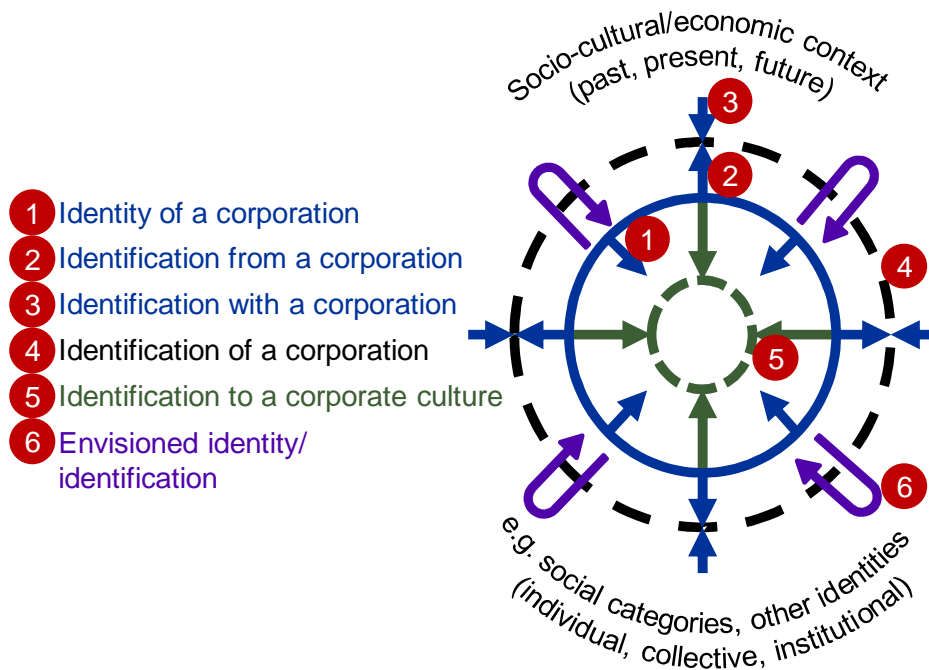 Socio-cultural/economic context
(past, present, future)
3
2
1
4
5
6
1 Identity of a corporation
2 Identification from a corporation
3 Identification with a corporation
4 Identification of a corporation
5 Identification to a corporate culture
6 Envisioned identity/
identification
e.g. social categories, other identities
(individual, collective, institutional)